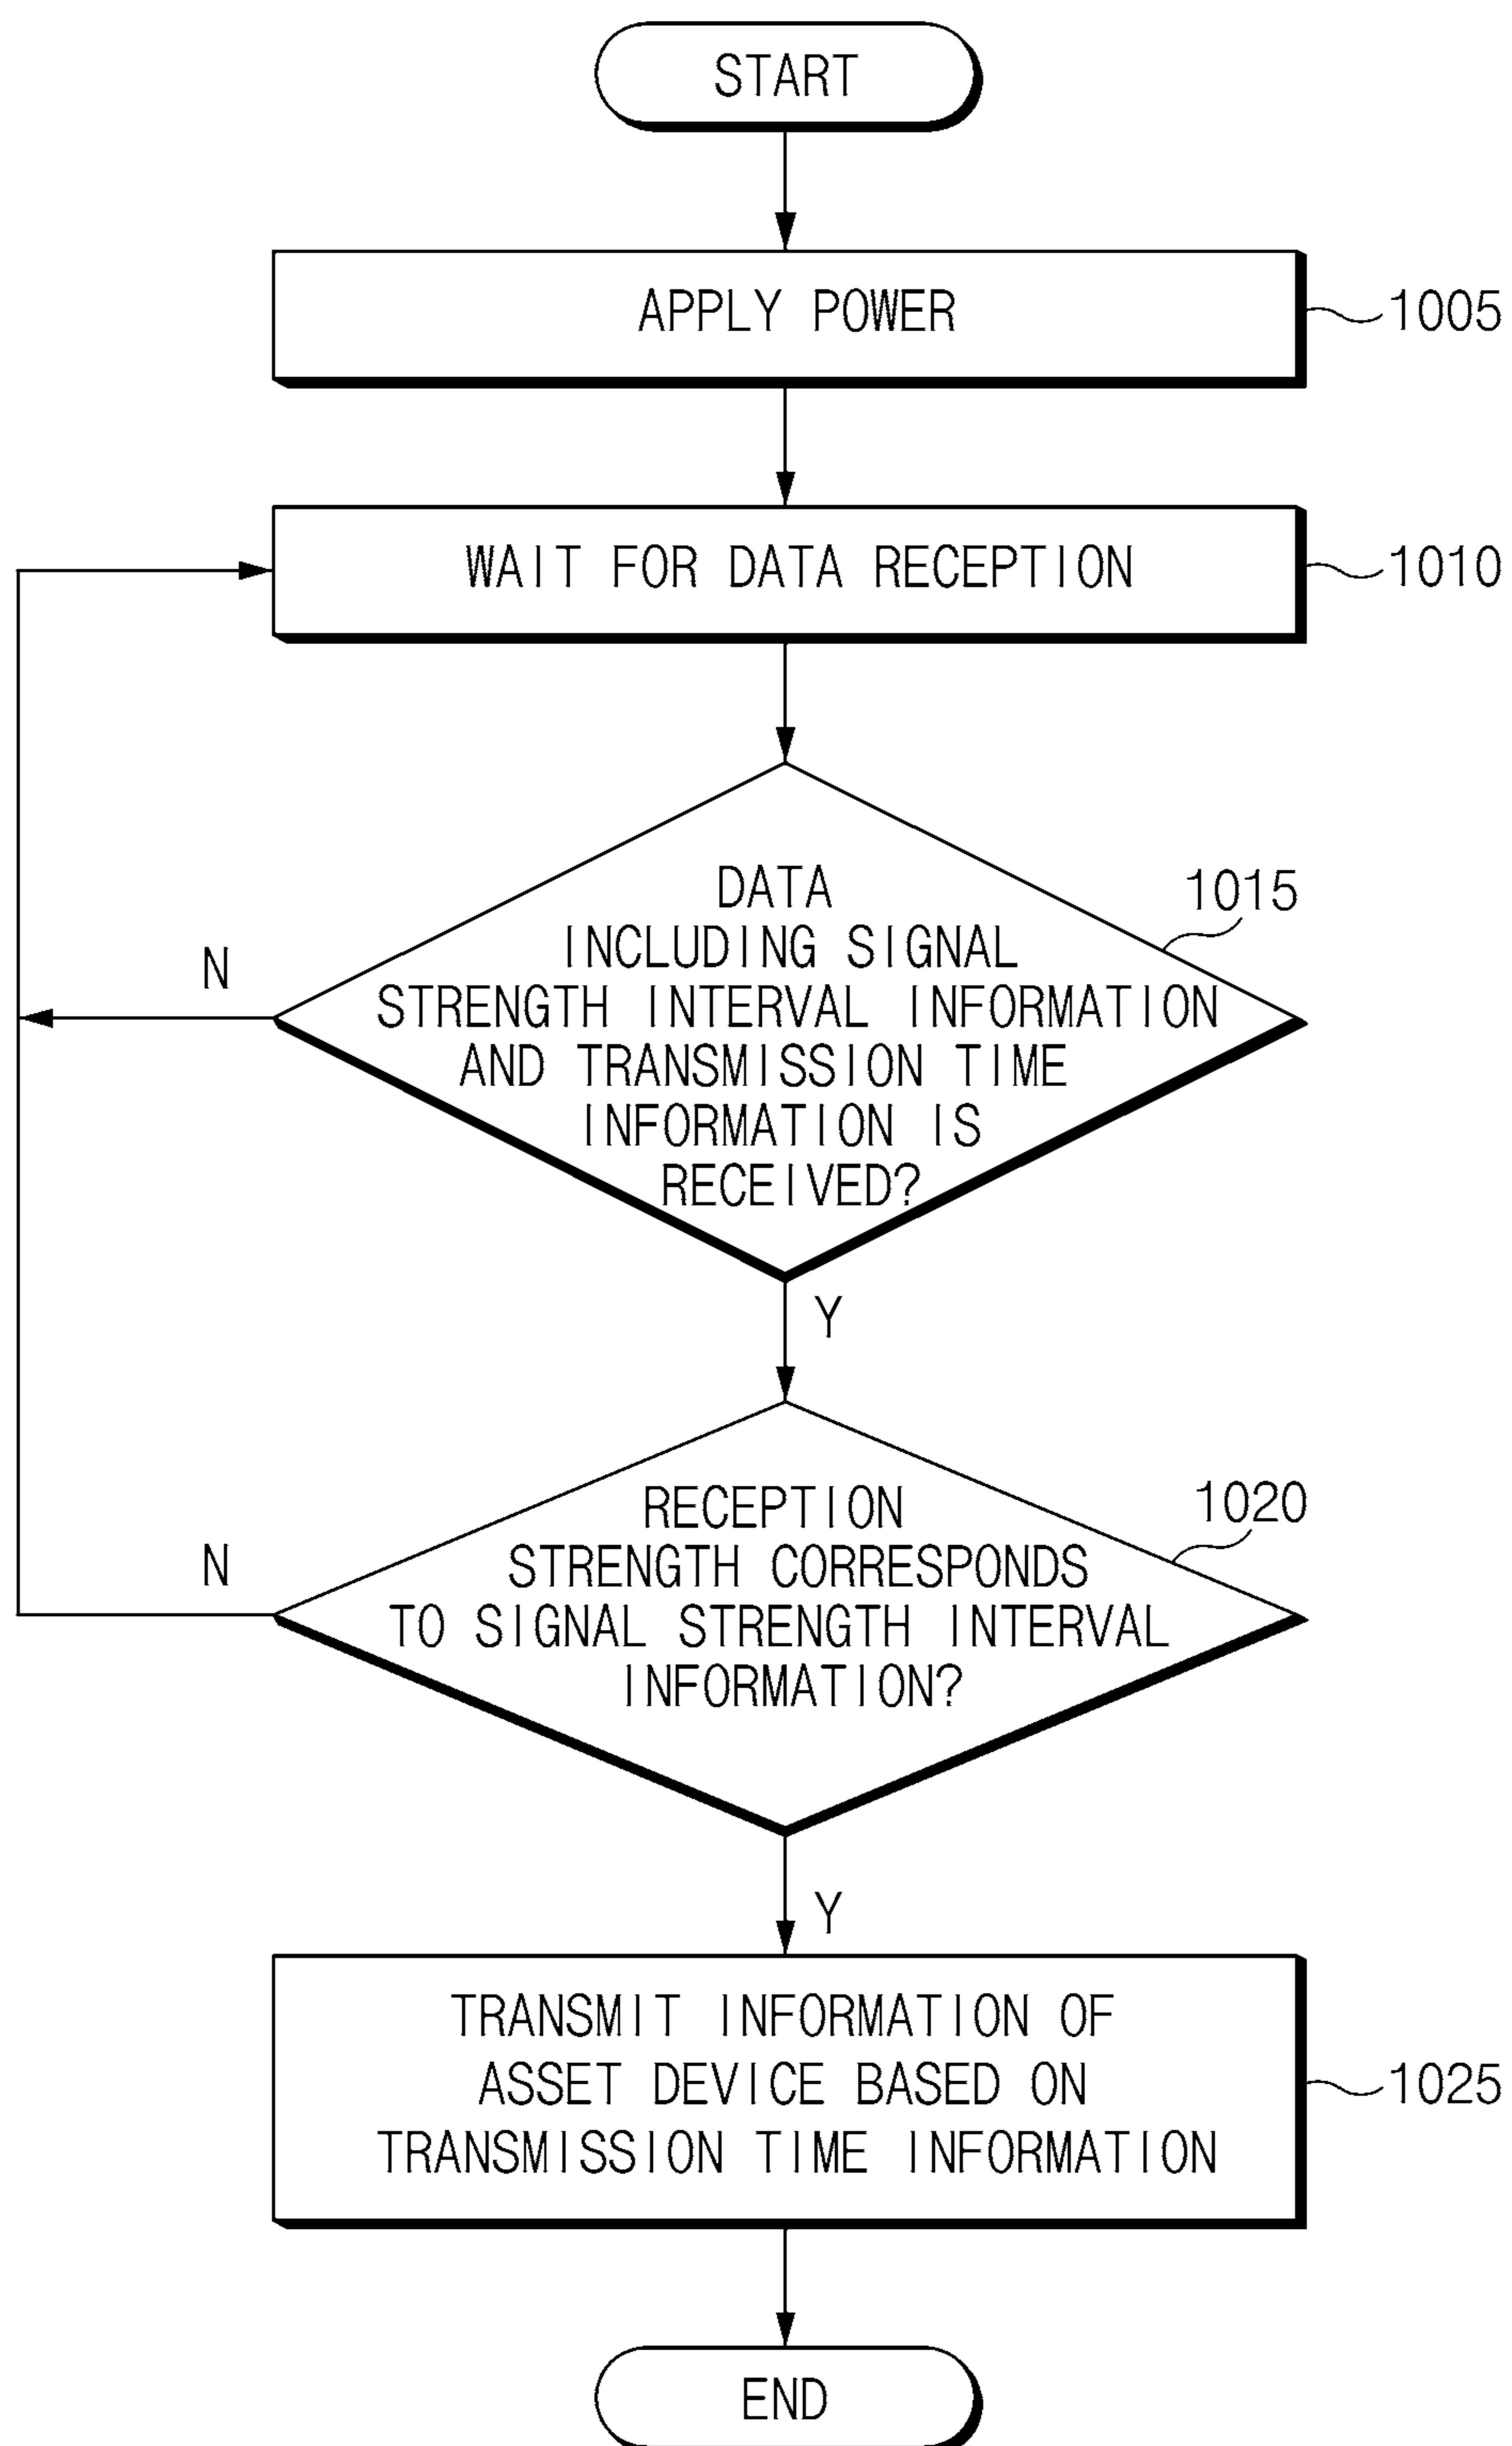 START
APPLY POWER
1005
WAIT FOR DATA RECEPTION
1010
DATA
INCLUDING SIGNAL
STRENGTH INTERVAL INFORMATION
AND TRANSMISSION TIME
INFORMATION IS
RECEIVED?
1015
N
Y
RECEPTION
STRENGTH CORRESPONDS
TO SIGNAL STRENGTH INTERVAL
INFORMATION?
1020
N
Y
TRANSMIT INFORMATION OF
ASSET DEVICE BASED ON
TRANSMISSION TIME INFORMATION
1025
END